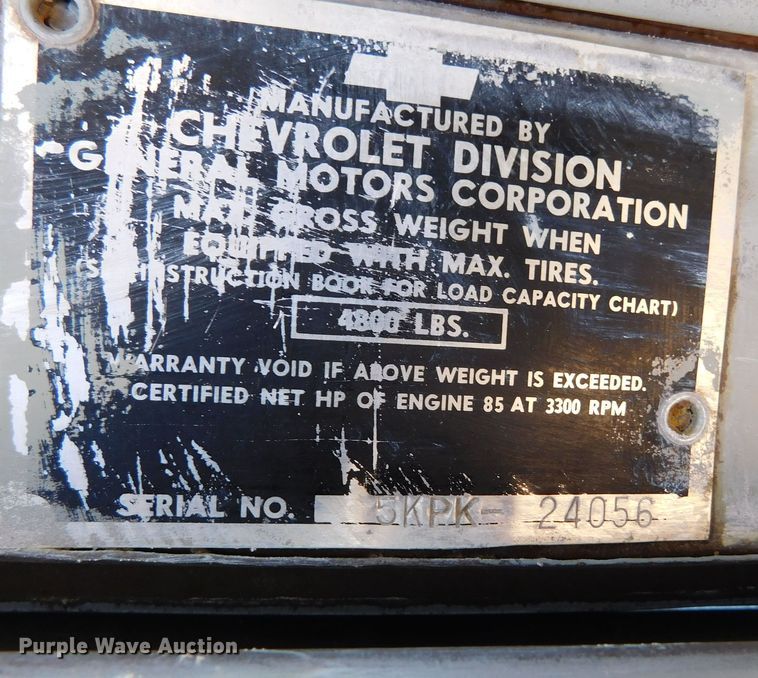 MANUFACTURED BY
CHEVROLET DIVISION
GENERAL MOTORS CORPORATION
MAX. GROSS WEIGHT WHEN
EQUIPPED WITH MAX. TIRES.
(SEE INSTRUCTION BOOK FOR LOAD CAPACITY CHART)
4800 LBS.
WARRANTY VOID IF ABOVE WEIGHT IS EXCEEDED.
CERTIFIED NET HP OF ENGINE 85 AT 3300 RPM
SERIAL NO. 5KPK- 24056
Purple Wave Auction